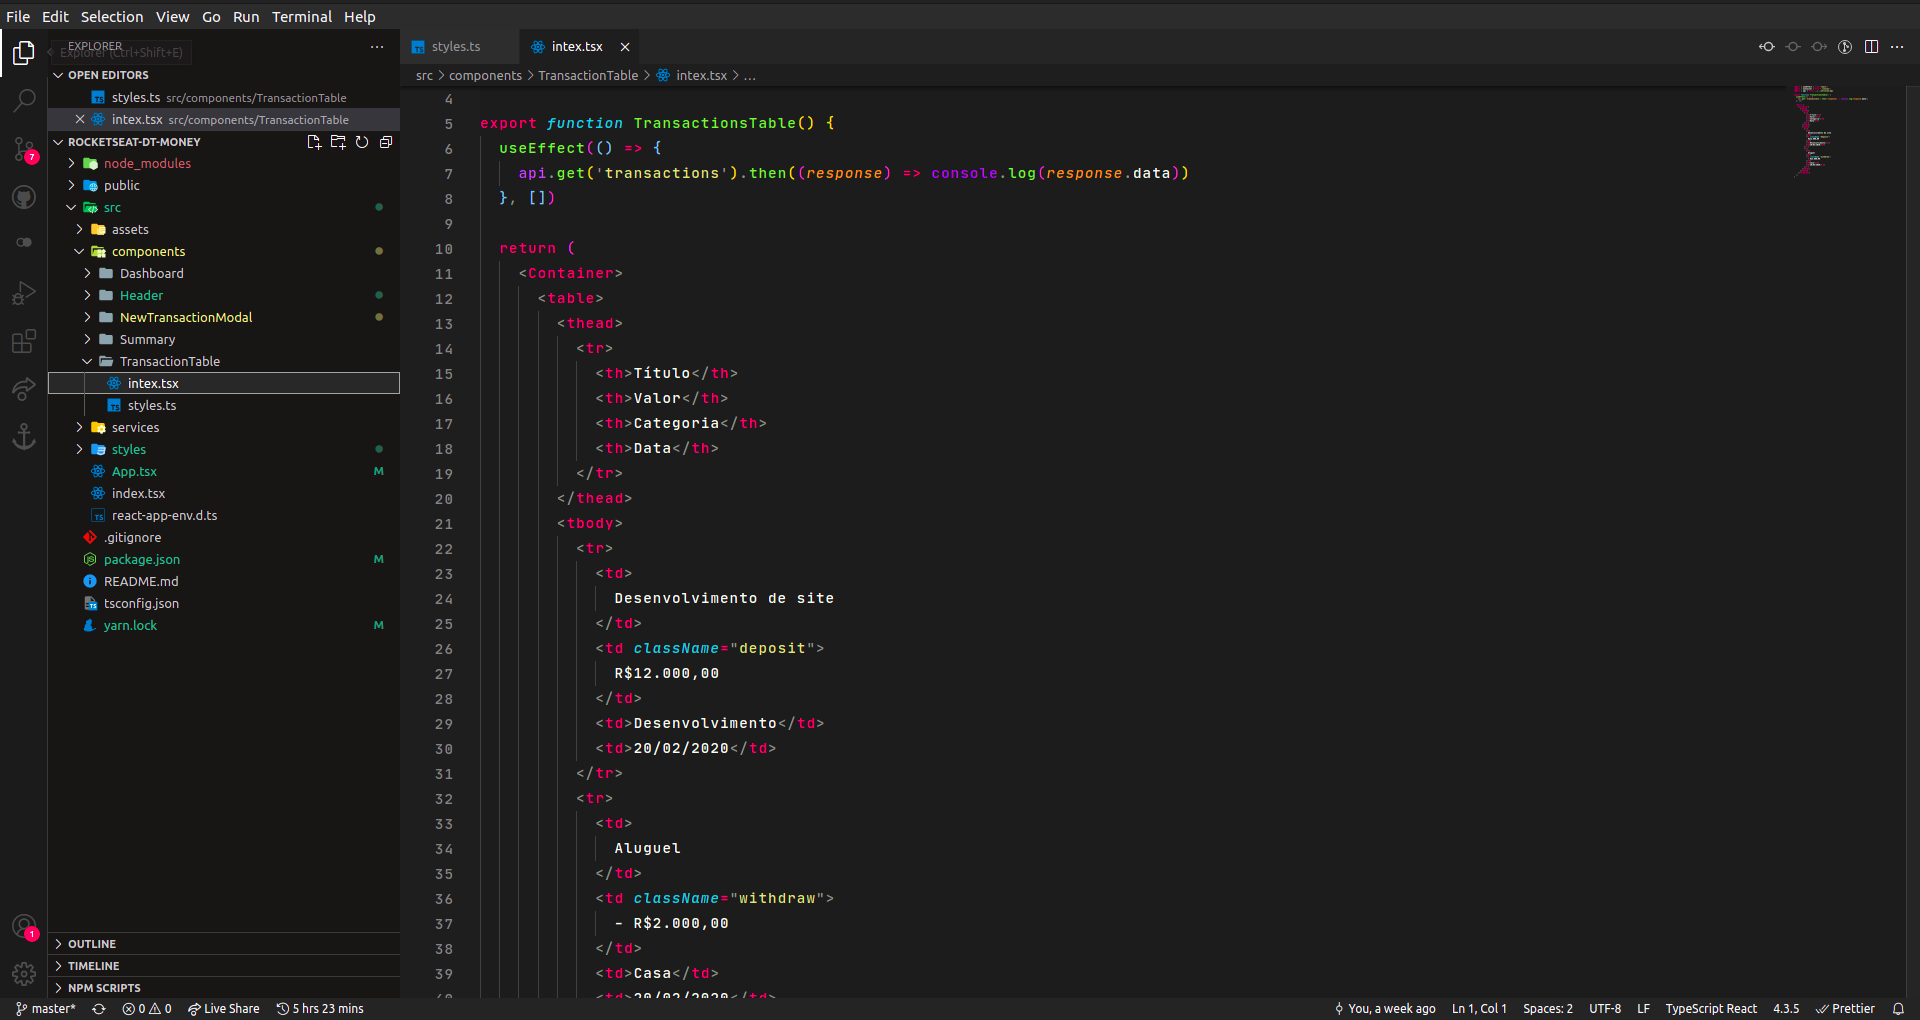 File Edit Selection View Go Run Terminal Help
EXPLORER
Explorer (Ctrl+Shift+E)
OPEN EDITORS
styles.ts src/components/TransactionTable
intex.tsx src/components/TransactionTable
ROCKETSEAT-DT-MONEY
node_modules
public
src
assets
components
Dashboard
Header
NewTransactionModal
Summary
TransactionTable
intex.tsx
styles.ts
services
styles
App.tsx M
index.tsx
react-app-env.d.ts
.gitignore
package.json M
README.md
tsconfig.json
yarn.lock M
OUTLINE
TIMELINE
NPM SCRIPTS
7
1
styles.ts intex.tsx
src > components > TransactionTable > intex.tsx > ...
4
5 export function TransactionsTable() {
6 useEffect(() => {
7 api.get('transactions').then((response) => console.log(response.data))
8 }, [])
9
10 return (
11 <Container>
12 <table>
13 <thead>
14 <tr>
15 <th>Título</th>
16 <th>Valor</th>
17 <th>Categoria</th>
18 <th>Data</th>
19 </tr>
20 </thead>
21 <tbody>
22 <tr>
23 <td>
24 Desenvolvimento de site
25 </td>
26 <td className="deposit">
27 R$12.000,00
28 </td>
29 <td>Desenvolvimento</td>
30 <td>20/02/2020</td>
31 </tr>
32 <tr>
33 <td>
34 Aluguel
35 </td>
36 <td className="withdraw">
37 - R$2.000,00
38 </td>
39 <td>Casa</td>
40 <td>20/02/2020</td>
master* 0 0 Live Share 5 hrs 23 mins You, a week ago Ln 1, Col 1 Spaces: 2 UTF-8 LF TypeScript React 4.3.5 Prettier